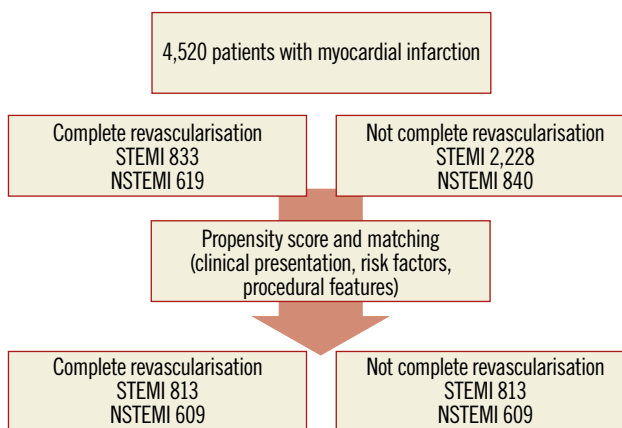 4,520 patients with myocardial infarction
Complete revascularisation
STEMI 833
NSTEMI 619
Not complete revascularisation
STEMI 2,228
NSTEMI 840
Propensity score and matching
(clinical presentation, risk factors,
procedural features)
Complete revascularisation
STEMI 813
NSTEMI 609
Not complete revascularisation
STEMI 813
NSTEMI 609